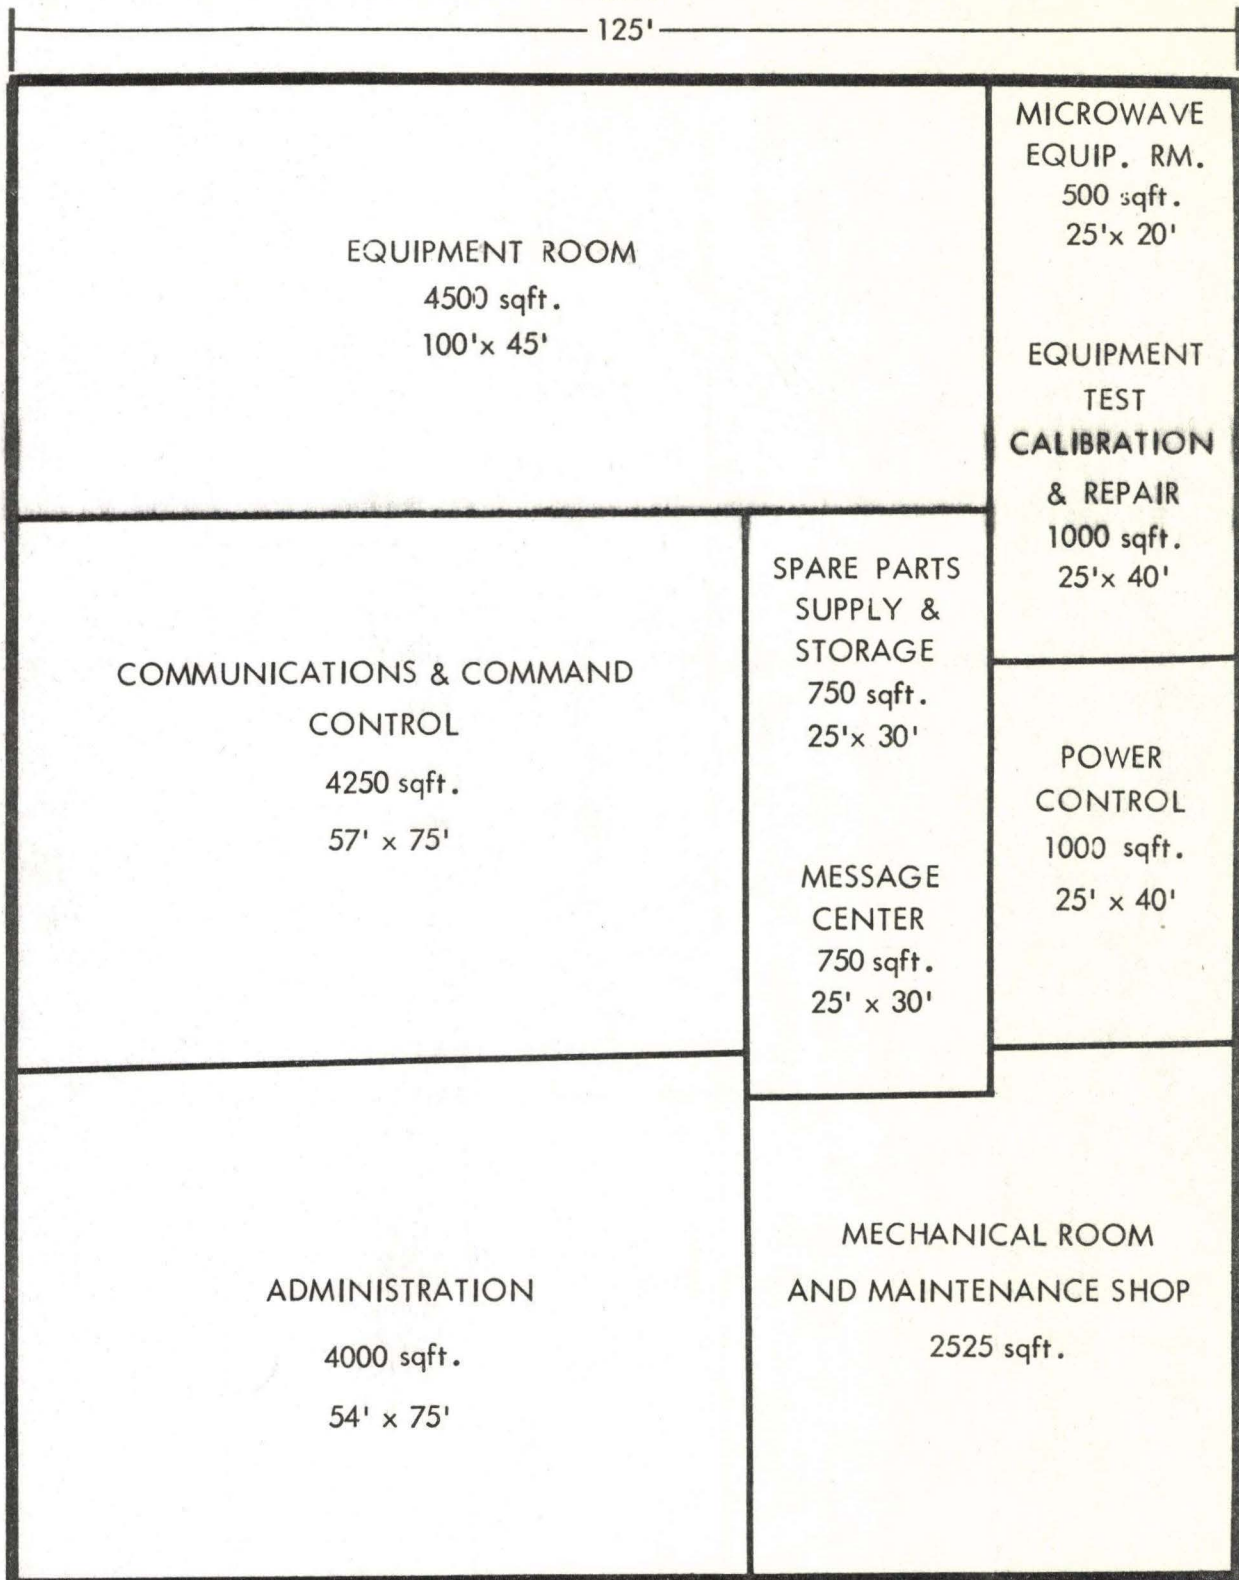 125'
EQUIPMENT ROOM
4500 sqft.
100'x 45'
MICROWAVE
EQUIP. RM.
500 sqft.
25'x 20'
EQUIPMENT
TEST
CALIBRATION
& REPAIR
1000 sqft.
25'x 40'
COMMUNICATIONS & COMMAND
CONTROL
4250 sqft.
57' x 75'
SPARE PARTS
SUPPLY &
STORAGE
750 sqft.
25'x 30'
MESSAGE
CENTER
750 sqft.
25' x 30'
POWER
CONTROL
1000 sqft.
25' x 40'
ADMINISTRATION
4000 sqft.
54' x 75'
MECHANICAL ROOM
AND MAINTENANCE SHOP
2525 sqft.